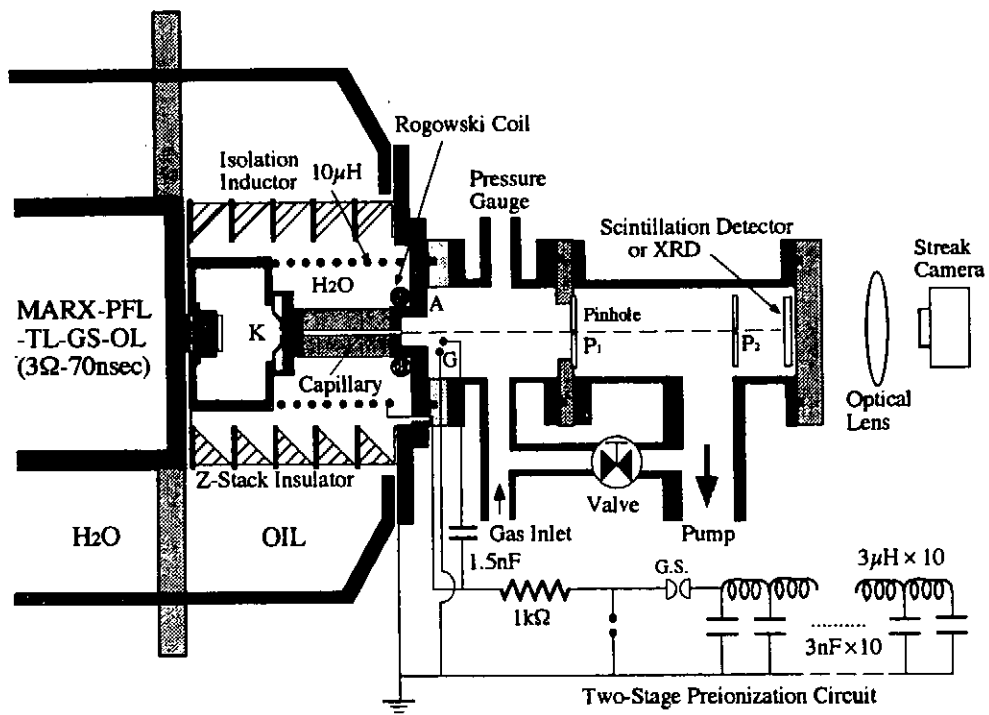 Rogowski Coil
Isolation
Inductor
10μH
Pressure
Gauge
Scintillation Detector
or XRD
Streak
Camera
H2O
MARX-PFL
-TL-GS-OL
(3Ω-70nsec)
K
A
G
Pinhole
P1
P2
Capillary
Optical
Lens
Z-Stack Insulator
Valve
H2O
OIL
Gas Inlet
Pump
1.5nF
G.S.
3μH × 10
1kΩ
3nF × 10
Two-Stage Preionization Circuit